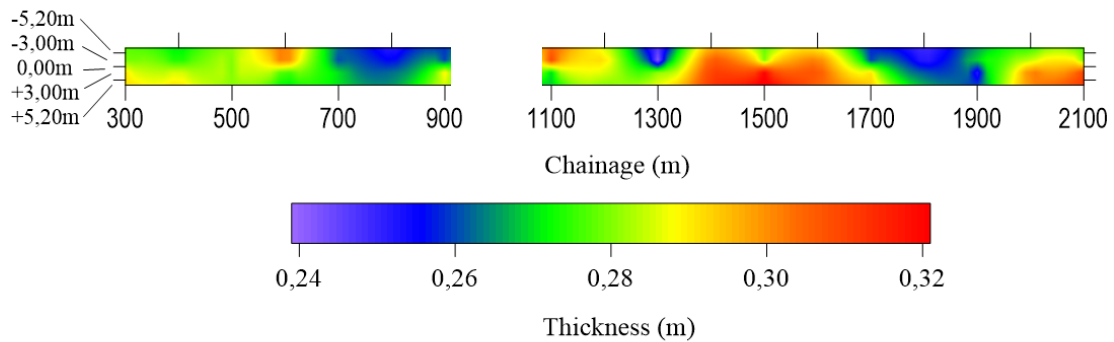 -5,20m
-3,00m
0,00m
+3,00m
+5,20m
300 500 700 900 1100 1300 1500 1700 1900 2100
Chainage (m)
0,24 0,26 0,28 0,30 0,32
Thickness (m)